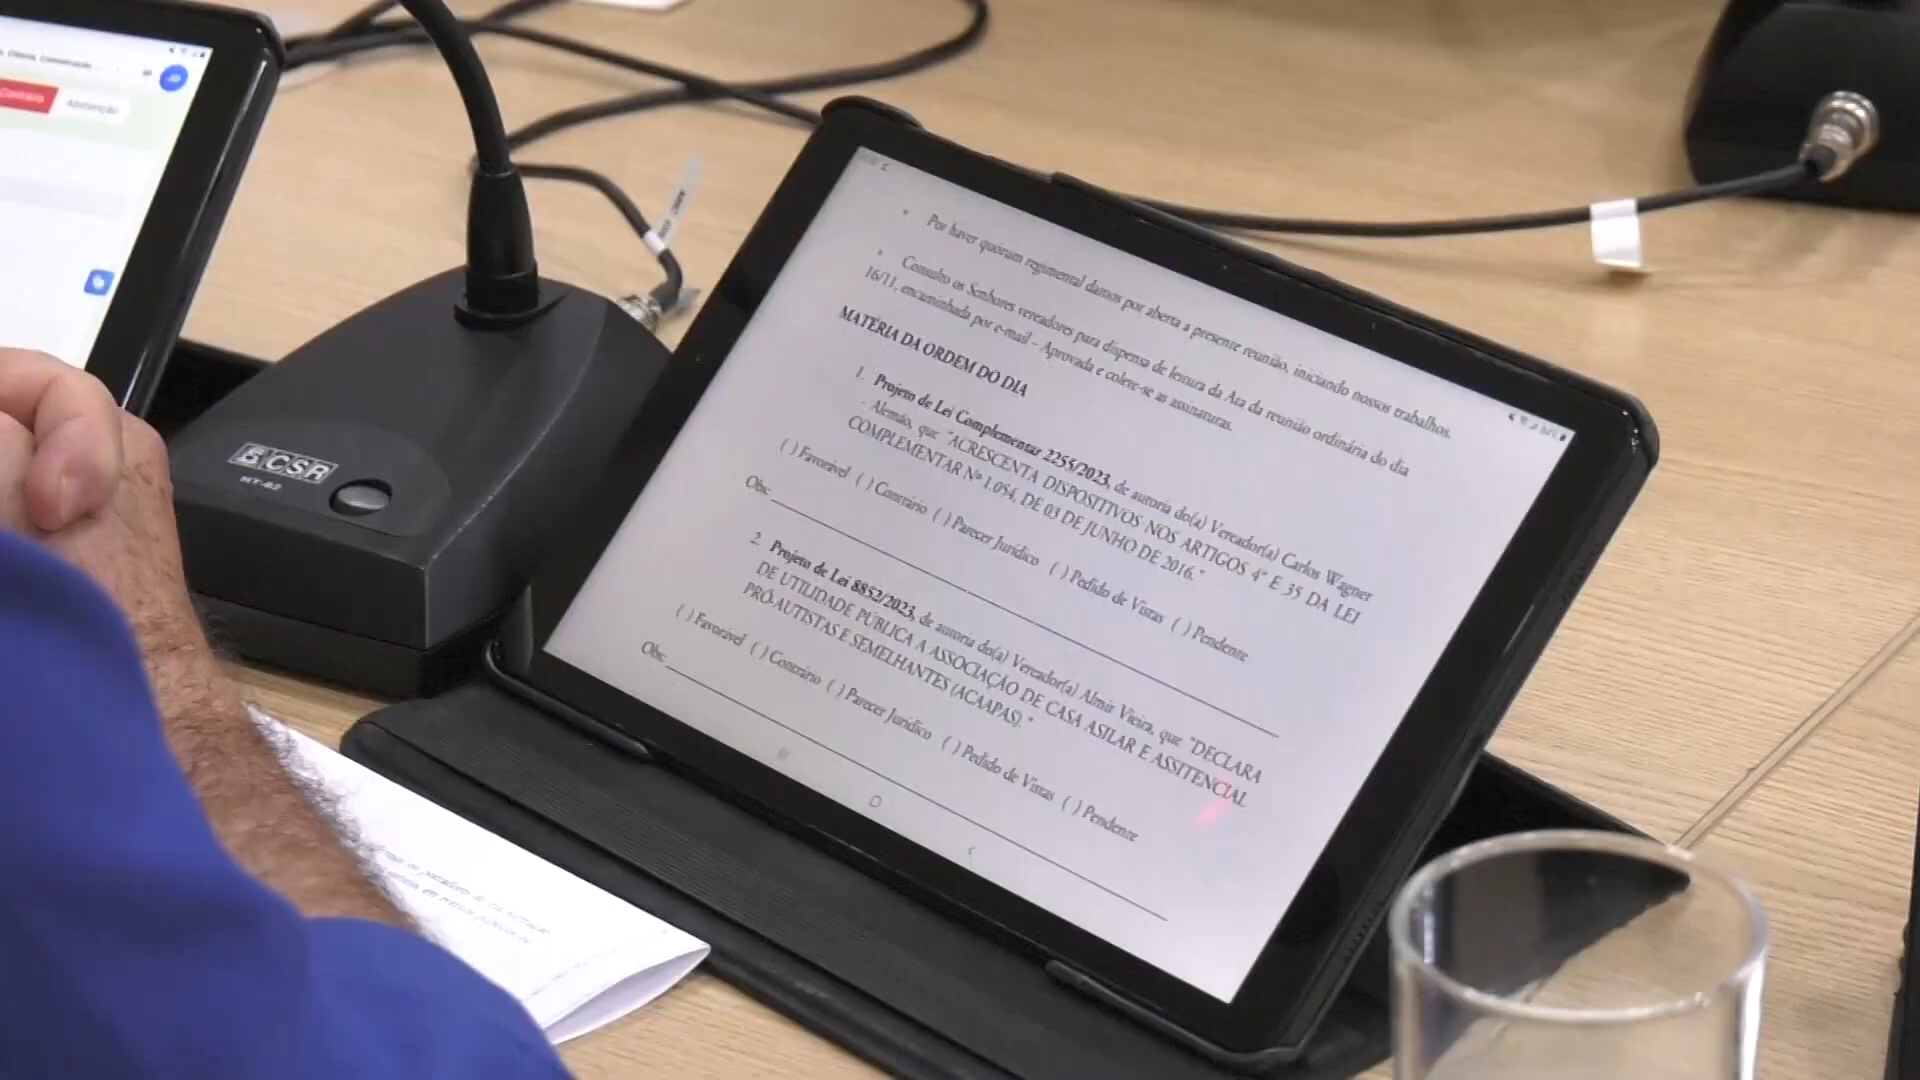 Contrário
Abstenção
CSR
Por haver quorum regimental damos por aberta a presente reunião, iniciando nossos trabalhos.
Consulto os Senhores vereadores para dispensa de leitura da Ata da reunião ordinária do dia
16/11, encaminhada por e-mail – Aprovada e colete-se as assinaturas.
MATÉRIA DA ORDEM DO DIA
1. Projeto de Lei Complementar 2255/2023, de autoria do(a) Vereador(a) Carlos Wagner
- Alemão, que "ACRESCENTA DISPOSITIVOS NOS ARTIGOS 4º E 35 DA LEI
COMPLEMENTAR Nº 1.054, DE 03 DE JUNHO DE 2016."
( ) Favorável ( ) Contrário ( ) Parecer Jurídico ( ) Pedido de Vistas ( ) Pendente
Obs:
2. Projeto de Lei 8852/2023, de autoria do(a) Vereador(a) Almir Vieira, que "DECLARA
DE UTILIDADE PÚBLICA A ASSOCIAÇÃO DE CASA ASILAR E ASSITENCIAL
PRÓ-AUTISTAS E SEMELHANTES (ACAAPAS)."
( ) Favorável ( ) Contrário ( ) Parecer Jurídico ( ) Pedido de Vistas ( ) Pendente
Obs: